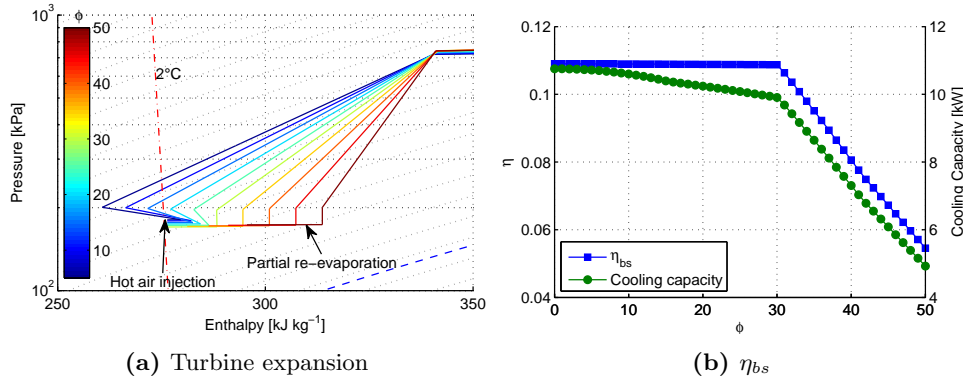 ϕ
10³
50
40
30
20
10
2°C
Pressure [kPa]
Hot air injection
Partial re−evaporation
10²
250
300
350
Enthalpy [kJ kg⁻¹]
(a) Turbine expansion
0.12
0.1
0.08
0.06
0.04
η
12
10
8
6
4
Cooling Capacity [kW]
η_bs
Cooling capacity
0
10
20
30
40
50
ϕ
(b) η_bs